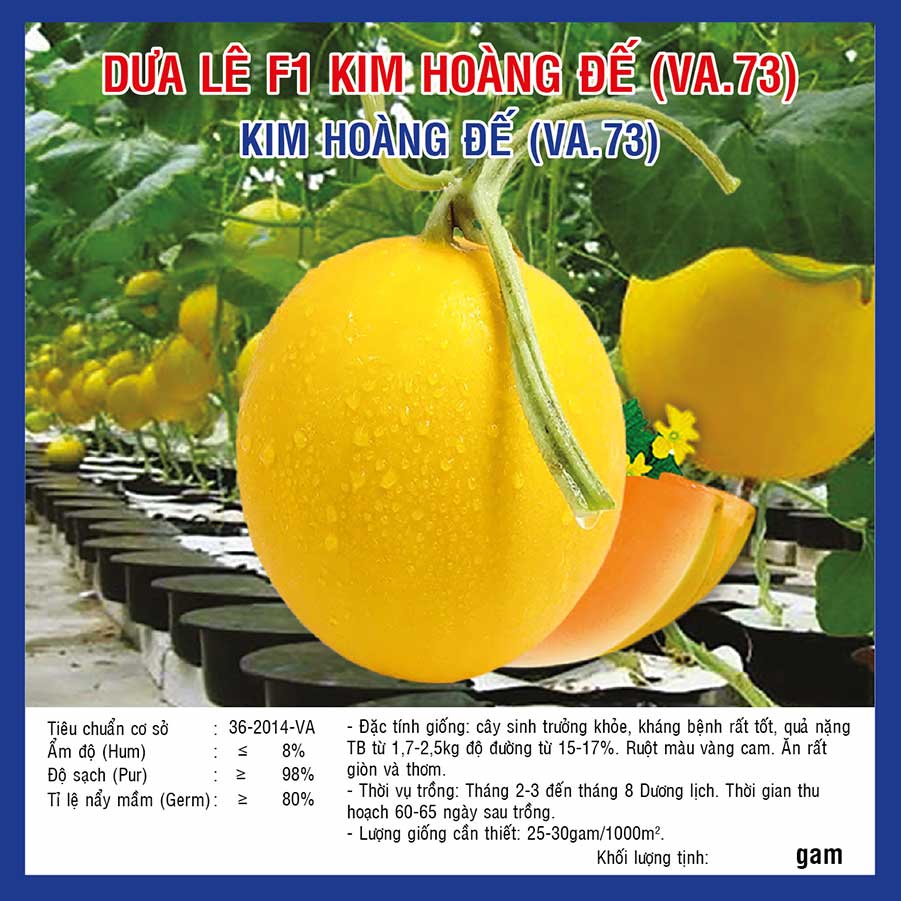 DƯA LÊ F1 KIM HOÀNG ĐẾ (VA.73)
KIM HOÀNG ĐẾ (VA.73)
Tiêu chuẩn cơ sở : 36-2014-VA
Ẩm độ (Hum) : ≤ 8%
Độ sạch (Pur) : ≥ 98%
Tỉ lệ nẩy mầm (Germ) : ≥ 80%
- Đặc tính giống: cây sinh trưởng khỏe, kháng bệnh rất tốt, quả nặng
TB từ 1,7-2,5kg độ đường từ 15-17%. Ruột màu vàng cam. Ăn rất
giòn và thơm.
- Thời vụ trồng: Tháng 2-3 đến tháng 8 Dương lịch. Thời gian thu
hoạch 60-65 ngày sau trồng.
- Lượng giống cần thiết: 25-30gam/1000m².
Khối lượng tịnh: gam